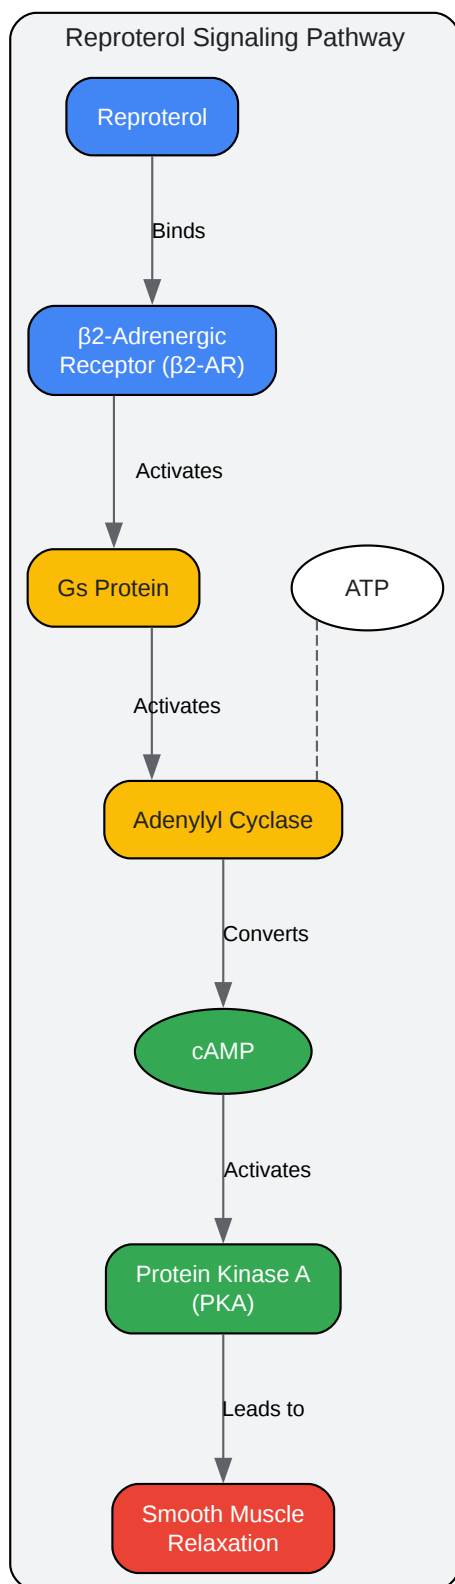 Reproterol Signaling Pathway
Reproterol
Binds
β2-Adrenergic
Receptor (β2-AR)
Activates
Gs Protein
ATP
Activates
Adenylyl Cyclase
Converts
cAMP
Activates
Protein Kinase A
(PKA)
Leads to
Smooth Muscle
Relaxation